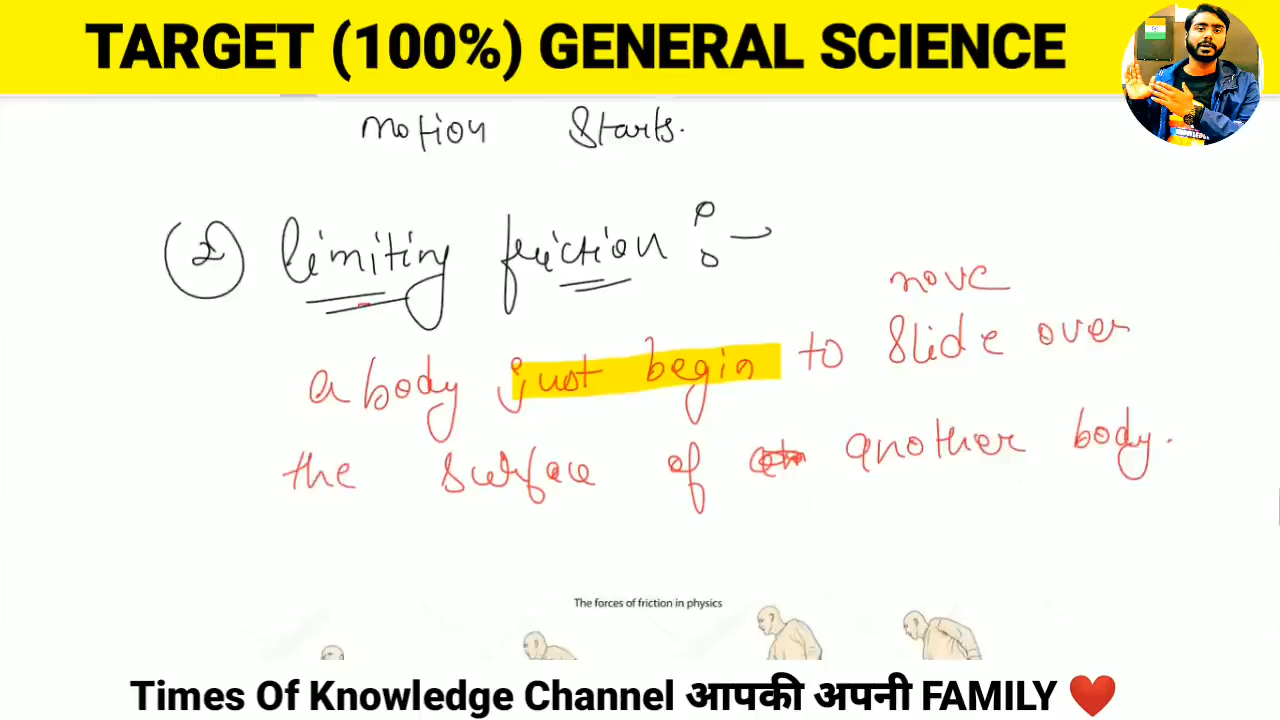 TARGET (100%) GENERAL SCIENCE
motion starts.
(2) limiting friction :→
move
a body just begin to slide over
the surface of another body.
The forces of friction in physics
Times Of Knowledge Channel आपकी अपनी FAMILY ❤️